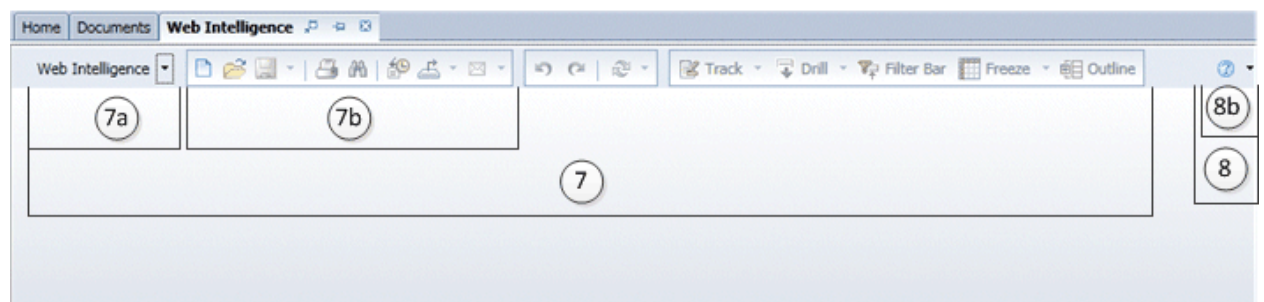 Home Documents Web Intelligence
Web Intelligence Track Drill Filter Bar Freeze Outline ?
7a 7b 8b
7 8